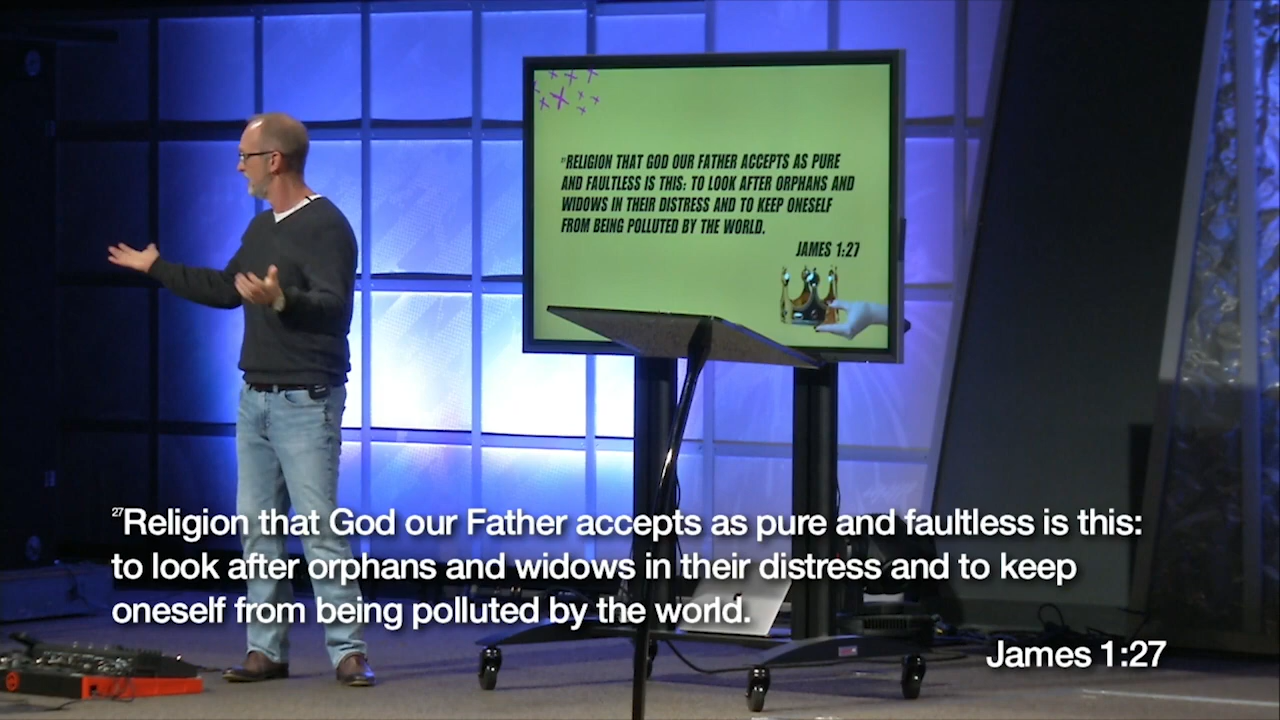 ²⁷RELIGION THAT GOD OUR FATHER ACCEPTS AS PURE
AND FAULTLESS IS THIS: TO LOOK AFTER ORPHANS AND
WIDOWS IN THEIR DISTRESS AND TO KEEP ONESELF
FROM BEING POLLUTED BY THE WORLD.
JAMES 1:27
²⁷Religion that God our Father accepts as pure and faultless is this:
to look after orphans and widows in their distress and to keep
oneself from being polluted by the world.
James 1:27